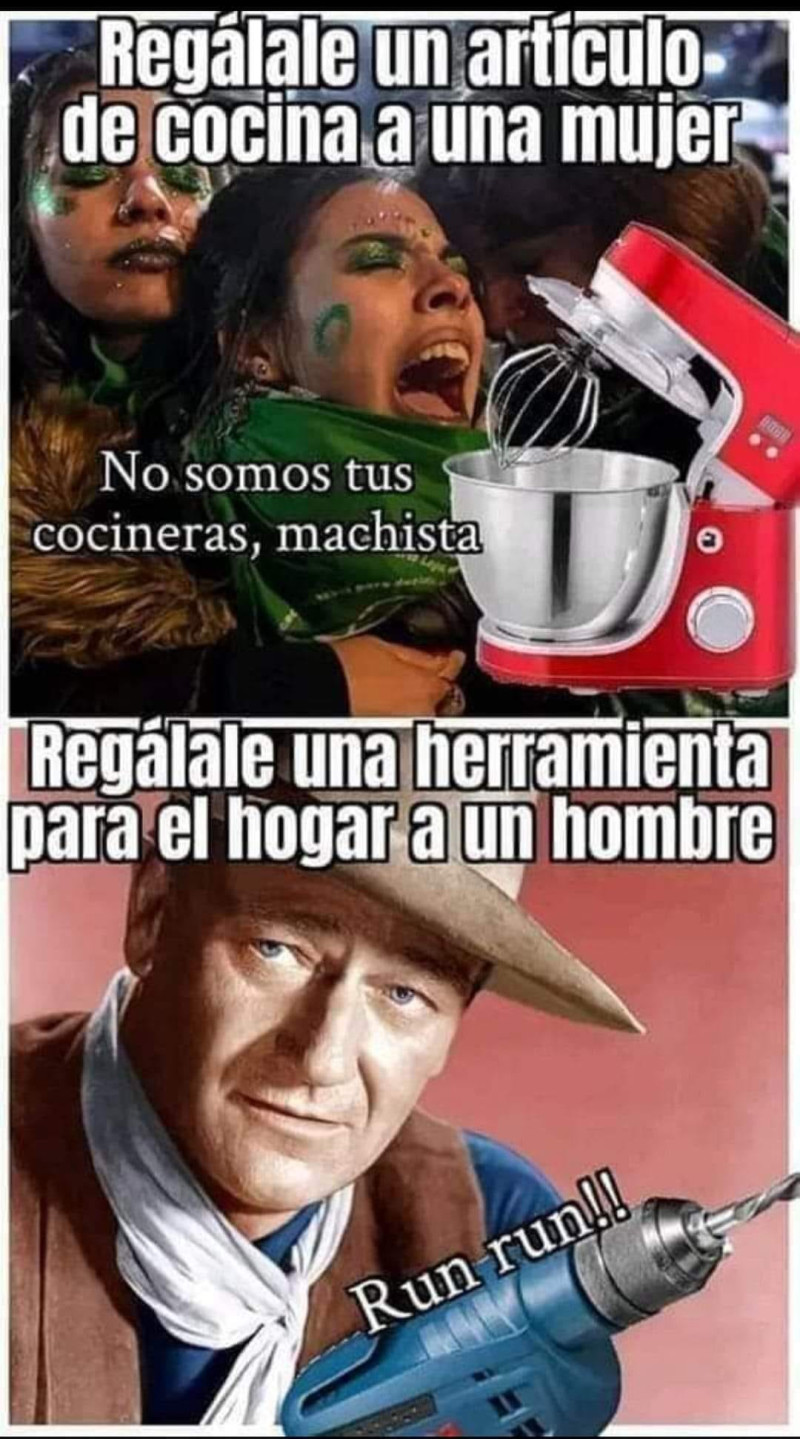 Regálale un artículo
de cocina a una mujer
No somos tus
cocineras, machista
a
Regálale una herramienta
para el hogar a un hombre
Run run!!